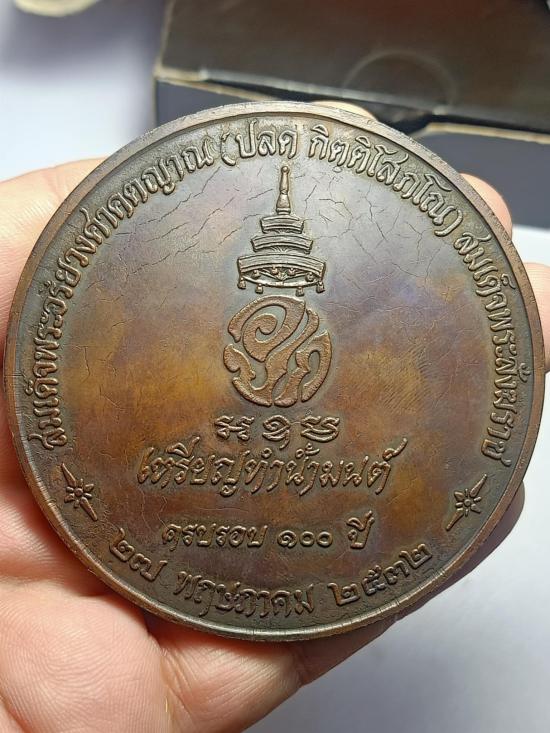 สมเด็จพระอริยวงศาคตญาณ (ปลด กิตติโสภโณ) สมเด็จพระสังฆราช
เหรียญทำน้ำมนต์
ครบรอบ ๑๐๐ ปี
๒๗ พฤษภาคม ๒๕๓๒